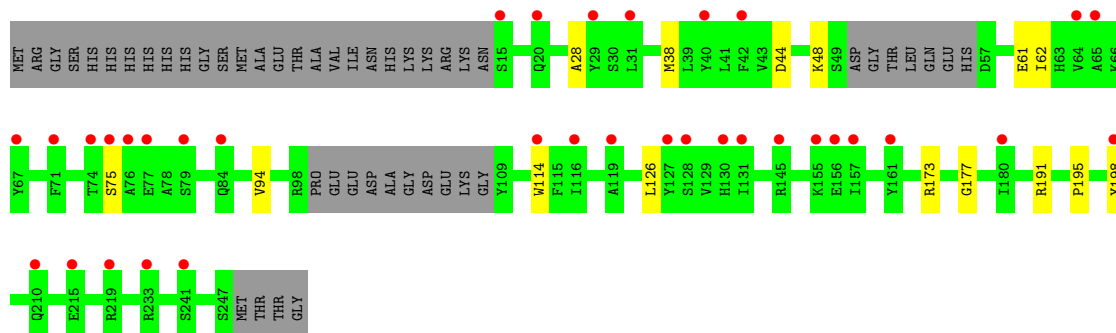 MET ARG GLY SER HIS HIS HIS HIS HIS HIS GLY SER MET ALA GLU THR ALA VAL ILE ASN HIS LYS LYS ARG LYS ASN S15 Q20 A28 Y29 S30 L31 M38 L39 Y40 L41 F42 V43 D44 K48 S49 ASP GLY THR LEU GLN GLU HIS D57 E61 I62 H63 V64 A65 K66
Y67 F71 T74 S75 A76 E77 A78 S79 Q84 V94 R98 PRO GLU GLU ASP ALA GLY ASP GLU LYS GLY Y109 W114 F115 I116 A119 L126 Y127 S128 V129 H130 I131 R145 K155 E156 I157 Y161 R173 G177 I180 R191 P195 Y198
Q210 E215 R219 R233 S241 S247 MET THR THR GLY